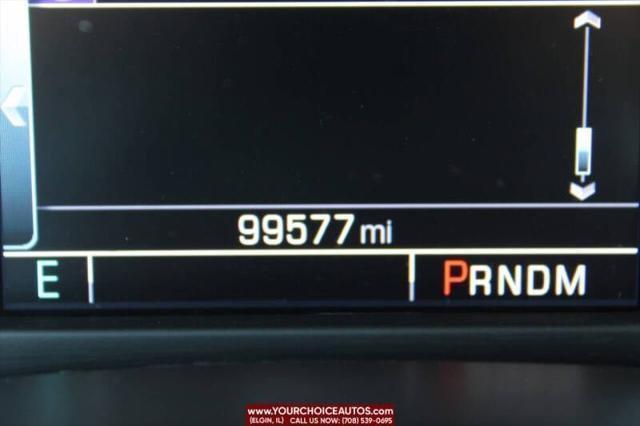 99577 mi
E PRNDM
WWW.YOURCHOICEAUTOS.COM
(ELGIN, IL) CALL US NOW: (708) 539-0695